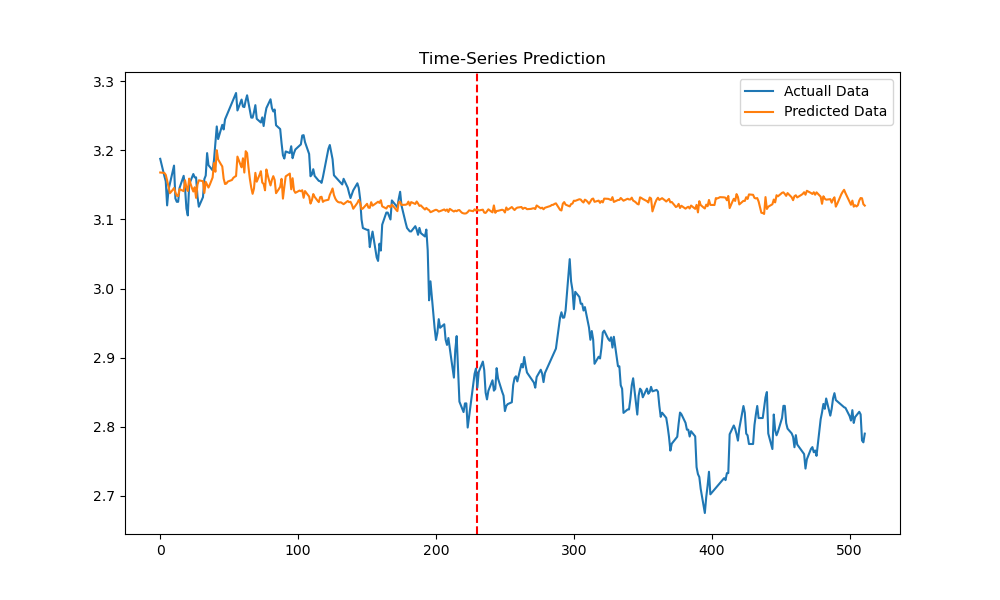 Time-Series Prediction
Actuall Data
Predicted Data
3.3
3.2
3.1
3.0
2.9
2.8
2.7
0 100 200 300 400 500